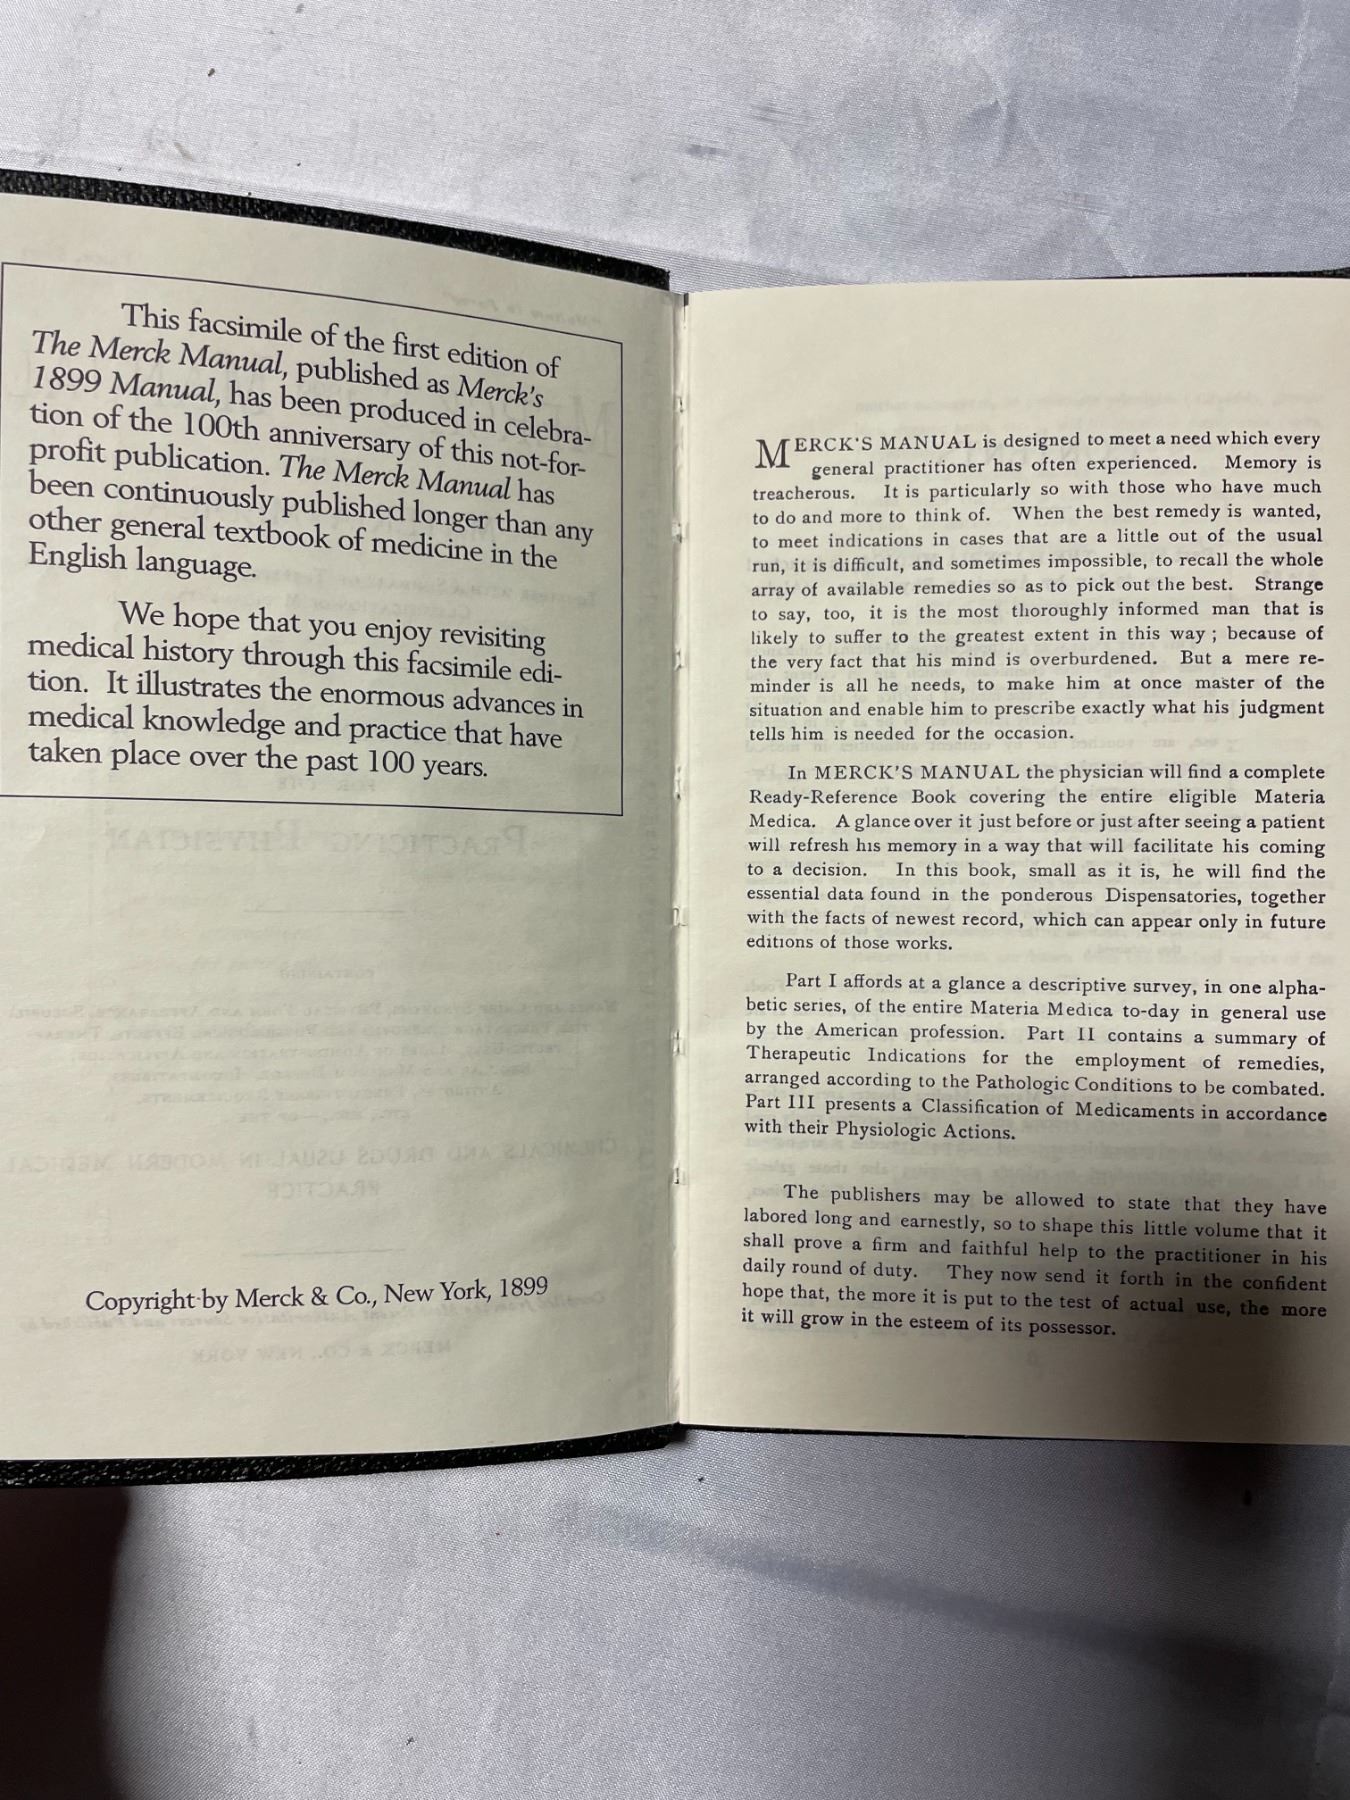 This facsimile of the first edition of
The Merck Manual, published as Merck's
1899 Manual, has been produced in celebra-
tion of the 100th anniversary of this not-for-
profit publication. The Merck Manual has
been continuously published longer than any
other general textbook of medicine in the
English language.
We hope that you enjoy revisiting
medical history through this facsimile edi-
tion. It illustrates the enormous advances in
medical knowledge and practice that have
taken place over the past 100 years.
Copyright by Merck & Co., New York, 1899
MERCK'S MANUAL is designed to meet a need which every
general practitioner has often experienced. Memory is
treacherous. It is particularly so with those who have much
to do and more to think of. When the best remedy is wanted,
to meet indications in cases that are a little out of the usual
run, it is difficult, and sometimes impossible, to recall the whole
array of available remedies so as to pick out the best. Strange
to say, too, it is the most thoroughly informed man that is
likely to suffer to the greatest extent in this way ; because of
the very fact that his mind is overburdened. But a mere re-
minder is all he needs, to make him at once master of the
situation and enable him to prescribe exactly what his judgment
tells him is needed for the occasion.
In MERCK'S MANUAL the physician will find a complete
Ready-Reference Book covering the entire eligible Materia
Medica. A glance over it just before or just after seeing a patient
will refresh his memory in a way that will facilitate his coming
to a decision. In this book, small as it is, he will find the
essential data found in the ponderous Dispensatories, together
with the facts of newest record, which can appear only in future
editions of those works.
Part I affords at a glance a descriptive survey, in one alpha-
betic series, of the entire Materia Medica to-day in general use
by the American profession. Part II contains a summary of
Therapeutic Indications for the employment of remedies,
arranged according to the Pathologic Conditions to be combated.
Part III presents a Classification of Medicaments in accordance
with their Physiologic Actions.
The publishers may be allowed to state that they have
labored long and earnestly, so to shape this little volume that it
shall prove a firm and faithful help to the practitioner in his
daily round of duty. They now send it forth in the confident
hope that, the more it is put to the test of actual use, the more
it will grow in the esteem of its possessor.